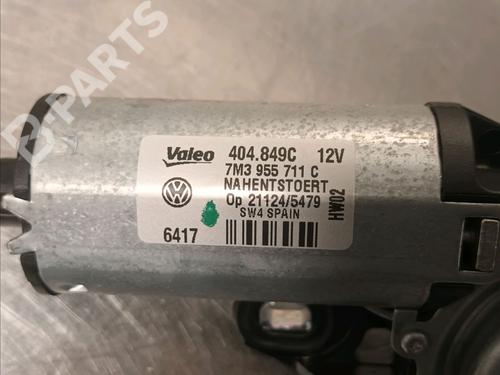 B PARTS
Valeo 404.849C 12V
7M3 955 711 C
NAHENTSTOERT
Op 21124/5479
SW4 SPAIN
HW02
6417